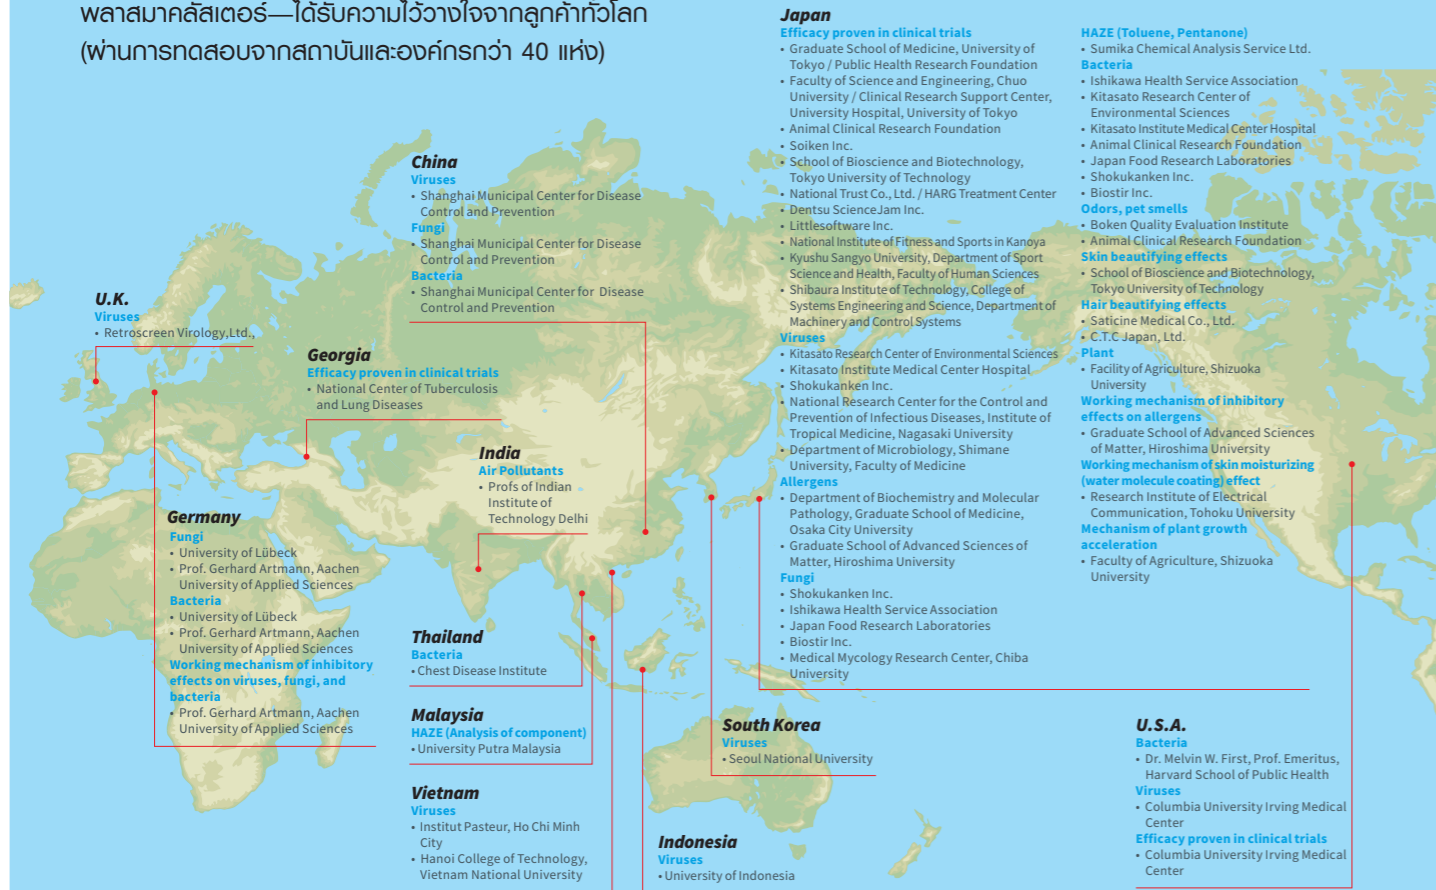 พลาสมาคลัสเตอร์—ได้รับความไว้วางใจจากลูกค้าทั่วโลก
(ผ่านการทดสอบจากสถาบันและองค์กรกว่า 40 แห่ง)
U.K.
Viruses
• Retroscreen Virology,Ltd.,
China
Viruses
• Shanghai Municipal Center for Disease
Control and Prevention
Fungi
• Shanghai Municipal Center for Disease
Control and Prevention
Bacteria
• Shanghai Municipal Center for Disease
Control and Prevention
Georgia
Efficacy proven in clinical trials
• National Center of Tuberculosis
and Lung Diseases
India
Air Pollutants
• Profs of Indian
Institute of
Technology Delhi
Germany
Fungi
• University of Lübeck
• Prof. Gerhard Artmann, Aachen
University of Applied Sciences
Bacteria
• University of Lübeck
• Prof. Gerhard Artmann, Aachen
University of Applied Sciences
Working mechanism of inhibitory
effects on viruses, fungi, and
bacteria
• Prof. Gerhard Artmann, Aachen
University of Applied Sciences
Thailand
Bacteria
• Chest Disease Institute
Malaysia
HAZE (Analysis of component)
• University Putra Malaysia
Vietnam
Viruses
• Institut Pasteur, Ho Chi Minh
City
• Hanoi College of Technology,
Vietnam National University
Indonesia
Viruses
• University of Indonesia
South Korea
Viruses
• Seoul National University
Japan
Efficacy proven in clinical trials
• Graduate School of Medicine, University of
Tokyo / Public Health Research Foundation
• Faculty of Science and Engineering, Chuo
University / Clinical Research Support Center,
University Hospital, University of Tokyo
• Animal Clinical Research Foundation
• Soiken Inc.
• School of Bioscience and Biotechnology,
Tokyo University of Technology
• National Trust Co., Ltd. / HARG Treatment Center
• Dentsu ScienceJam Inc.
• Littlesoftware Inc.
• National Institute of Fitness and Sports in Kanoya
• Kyushu Sangyo University, Department of Sport
Science and Health, Faculty of Human Sciences
• Shibaura Institute of Technology, College of
Systems Engineering and Science, Department of
Machinery and Control Systems
Viruses
• Kitasato Research Center of Environmental Sciences
• Kitasato Institute Medical Center Hospital
• Shokukanken Inc.
• National Research Center for the Control and
Prevention of Infectious Diseases, Institute of
Tropical Medicine, Nagasaki University
• Department of Microbiology, Shimane
University, Faculty of Medicine
Allergens
• Department of Biochemistry and Molecular
Pathology, Graduate School of Medicine,
Osaka City University
• Graduate School of Advanced Sciences of
Matter, Hiroshima University
Fungi
• Shokukanken Inc.
• Ishikawa Health Service Association
• Japan Food Research Laboratories
• Biostir Inc.
• Medical Mycology Research Center, Chiba
University
HAZE (Toluene, Pentanone)
• Sumika Chemical Analysis Service Ltd.
Bacteria
• Ishikawa Health Service Association
• Kitasato Research Center of
Environmental Sciences
• Kitasato Institute Medical Center Hospital
• Animal Clinical Research Foundation
• Japan Food Research Laboratories
• Shokukanken Inc.
• Biostir Inc.
Odors, pet smells
• Boken Quality Evaluation Institute
• Animal Clinical Research Foundation
Skin beautifying effects
• School of Bioscience and Biotechnology,
Tokyo University of Technology
Hair beautifying effects
• Saticine Medical Co., Ltd.
• C.T.C Japan, Ltd.
Plant
• Facility of Agriculture, Shizuoka
University
Working mechanism of inhibitory
effects on allergens
• Graduate School of Advanced Sciences
of Matter, Hiroshima University
Working mechanism of skin moisturizing
(water molecule coating) effect
• Research Institute of Electrical
Communication, Tohoku University
Mechanism of plant growth
acceleration
• Faculty of Agriculture, Shizuoka
University
U.S.A.
Bacteria
• Dr. Melvin W. First, Prof. Emeritus,
Harvard School of Public Health
Viruses
• Columbia University Irving Medical
Center
Efficacy proven in clinical trials
• Columbia University Irving Medical
Center